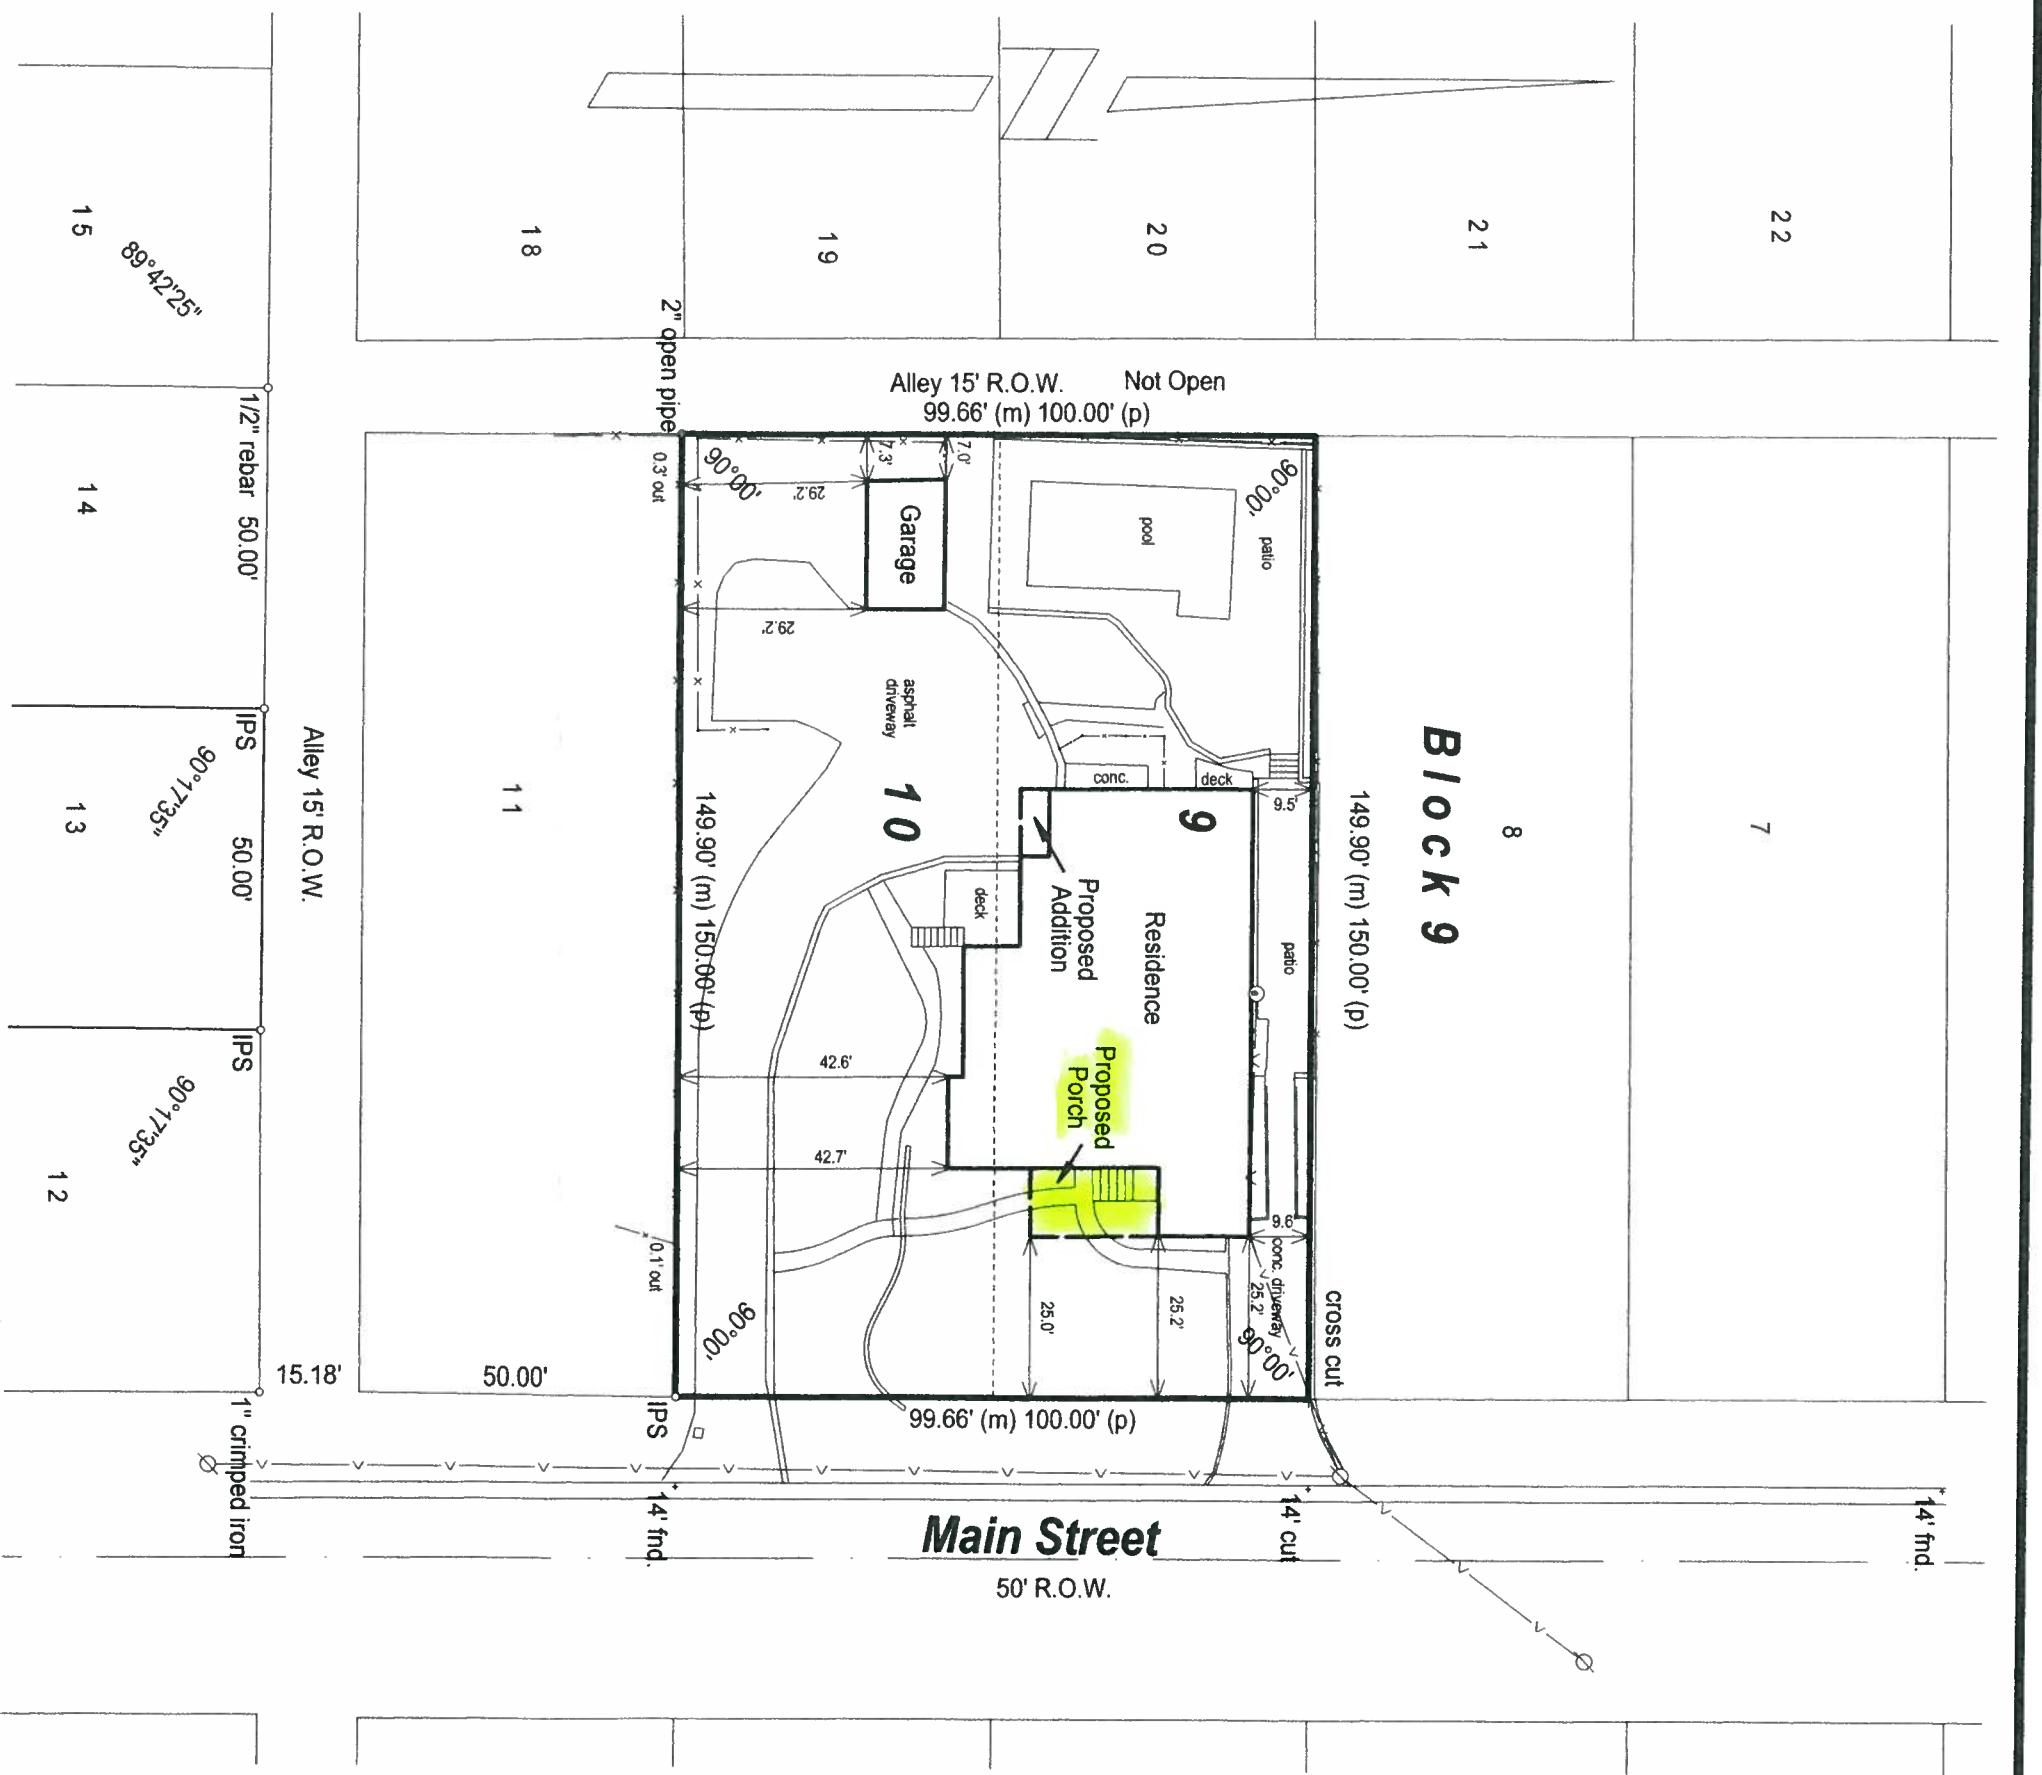 N
15
89°42'25"
18
19
20
21
22
2" open pipe
Alley 15' R.O.W.
Not Open
99.66' (m) 100.00' (p)
1/2" rebar
50.00'
14
0.3' out
90°00'
29.2'
7.3'
7.0'
Garage
pool
patio
90°00'
29.2'
asphalt
driveway
IPS
90°17'35"
50.00'
13
Alley 15' R.O.W.
11
149.90' (m) 150.00' (p)
10
conc.
deck
9
9.5'
149.90' (m) 150.00' (p)
Block 9
8
7
deck
Proposed
Addition
Residence
patio
IPS
90°17'35"
12
42.6'
42.7'
Proposed
Porch
0.1' out
90°00'
25.0'
25.2'
25.2'
9.6'
conc. driveway
90°00'
cross cut
15.18'
50.00'
IPS
99.66' (m) 100.00' (p)
1" crimped iron
14' fnd.
14' cut
14' fnd.
Main Street
50' R.O.W.